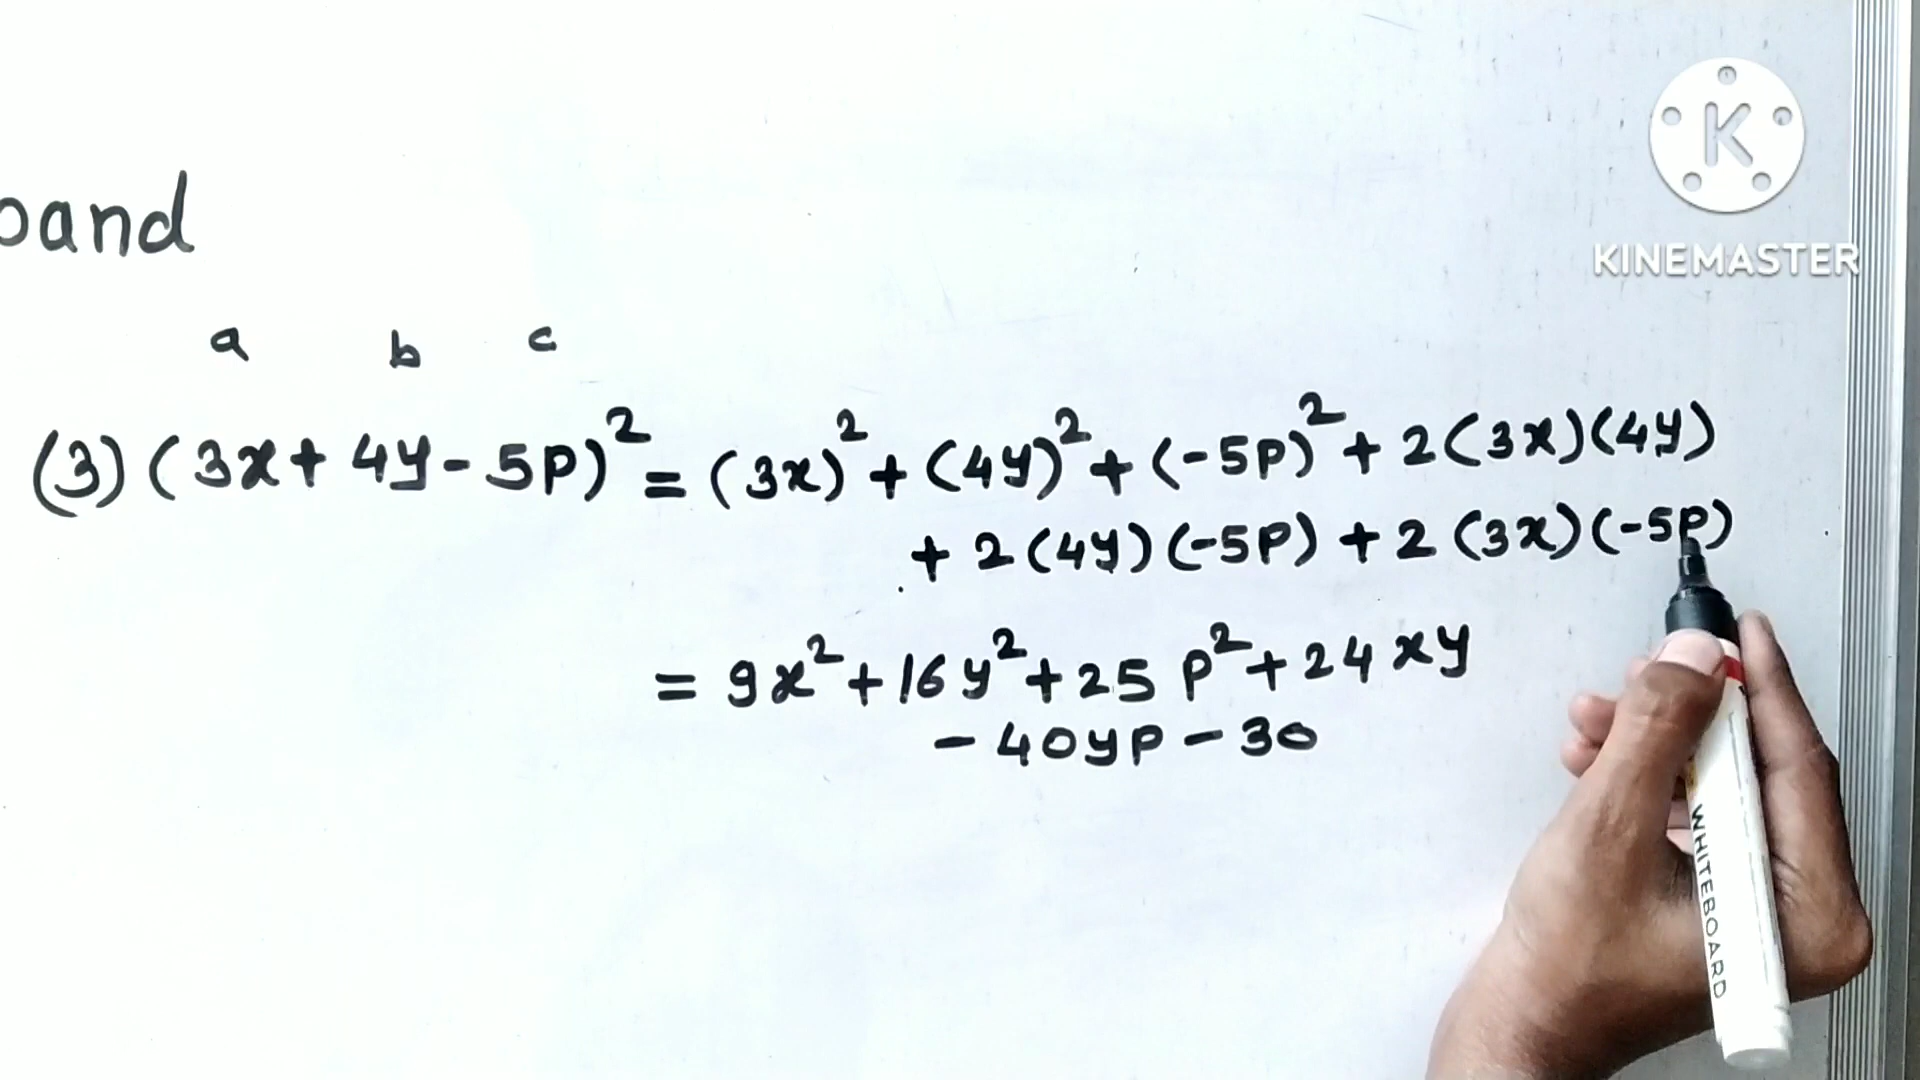 K
KINEMASTER
pand
a b c
(3) (3x + 4y - 5p)² = (3x)² + (4y)² + (-5p)² + 2(3x)(4y)
+ 2(4y)(-5p) + 2(3x)(-5p)
= 9x² + 16y² + 25p² + 24xy
- 40yp - 30
WHITEBOARD